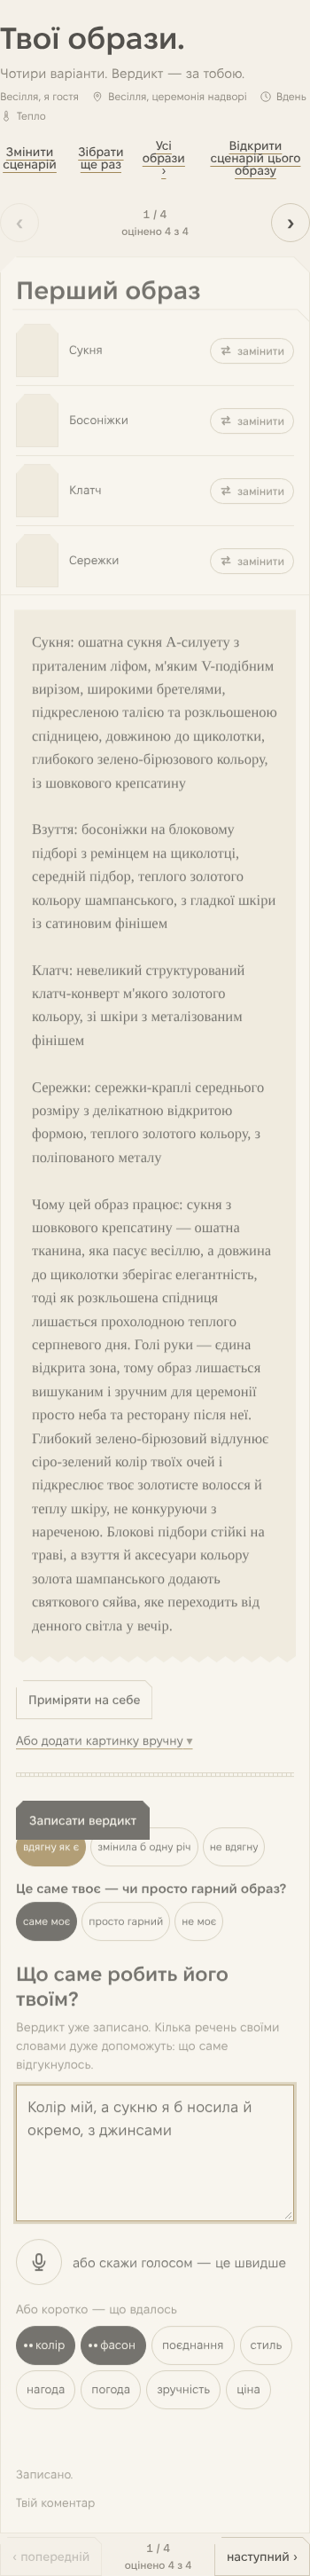 Твої образи.
Чотири варіанти. Вердикт — за тобою.
Весілля, я гостя Весілля, церемонія надворі Вдень
Тепло
Змінити сценарій
Зібрати ще раз
Усі образи ›
Відкрити сценарій цього образу
‹
1 / 4
оцінено 4 з 4
›
Перший образ
Сукня
⇄ замінити
Босоніжки
⇄ замінити
Клатч
⇄ замінити
Сережки
⇄ замінити
Сукня: ошатна сукня А-силуету з
приталеним ліфом, м'яким V-подібним
вирізом, широкими бретелями,
підкресленою талією та розкльошеною
спідницею, довжиною до щиколотки,
глибокого зелено-бірюзового кольору,
із шовкового крепсатину
Взуття: босоніжки на блоковому
підборі з ремінцем на щиколотці,
середній підбор, теплого золотого
кольору шампанського, з гладкої шкіри
із сатиновим фінішем
Клатч: невеликий структурований
клатч-конверт м'якого золотого
кольору, зі шкіри з металізованим
фінішем
Сережки: сережки-краплі середнього
розміру з делікатною відкритою
формою, теплого золотого кольору, з
поліпованого металу
Чому цей образ працює: сукня з
шовкового крепсатину — ошатна
тканина, яка пасує весіллю, а довжина
до щиколотки зберігає елегантність,
тоді як розкльошена спідниця
лишається прохолодною теплого
серпневого дня. Голі руки — єдина
відкрита зона, тому образ лишається
вишуканим і зручним для церемонії
просто неба та ресторану після неї.
Глибокий зелено-бірюзовий відлунює
сіро-зелений колір твоїх очей і
підкреслює твоє золотисте волосся й
теплу шкіру, не конкуруючи з
нареченою. Блокові підбори стійкі на
траві, а взуття й аксесуари кольору
золота шампанського додають
святкового сяйва, яке переходить від
денного світла у вечір.
Приміряти на себе
Або додати картинку вручну ▾
Записати вердикт
вдягну як є
змінила б одну річ
не вдягну
Це саме твоє — чи просто гарний образ?
саме моє
просто гарний
не моє
Що саме робить його
твоїм?
Вердикт уже записано. Кілька речень своїми
словами дуже допоможуть: що саме
відгукнулось.
Колір мій, а сукню я б носила й
окремо, з джинсами
або скажи голосом — це швидше
Або коротко — що вдалось
колір
фасон
поєднання
стиль
нагода
погода
зручність
ціна
Записано.
Твій коментар
‹ попередній
1 / 4
оцінено 4 з 4
наступний ›